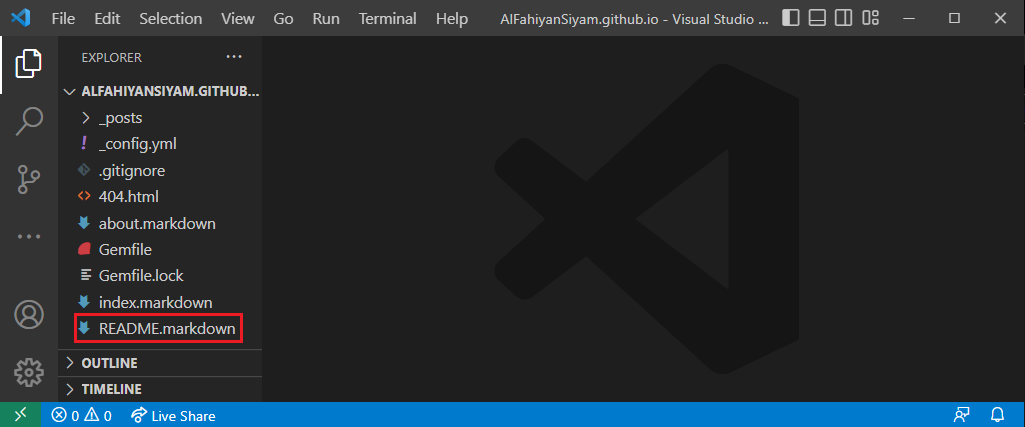 File Edit Selection View Go Run Terminal Help AlFahiyanSiyam.github.io - Visual Studio ...
EXPLORER
ALFAHIYANSIYAM.GITHUB...
_posts
_config.yml
.gitignore
404.html
about.markdown
Gemfile
Gemfile.lock
index.markdown
README.markdown
OUTLINE
TIMELINE
0 0 Live Share